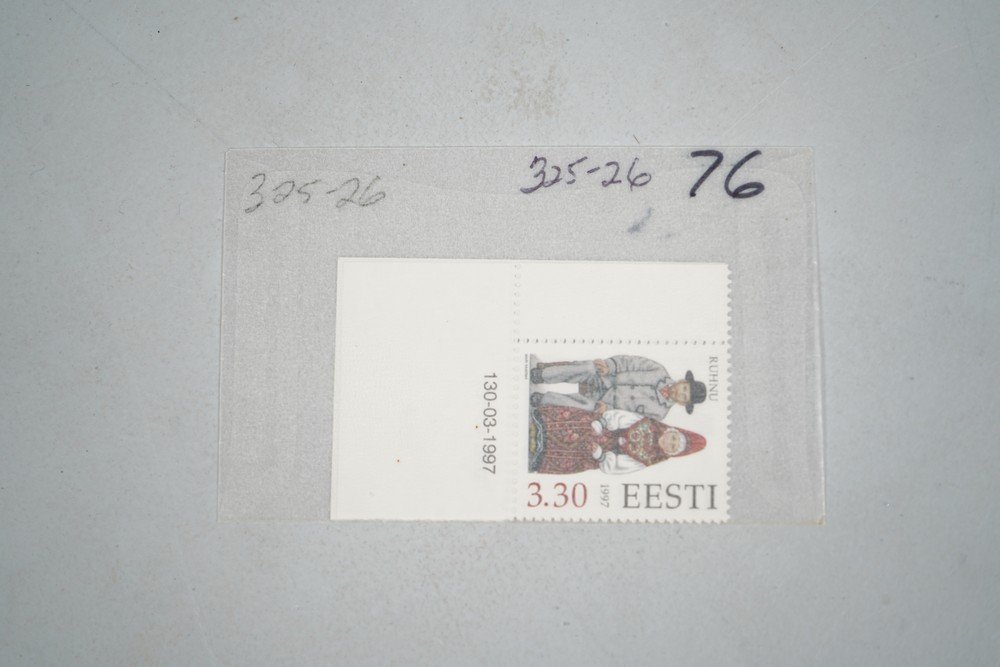 325-26
325-26 76
RUHNU
130-03-1997
3.30 1997 EESTI